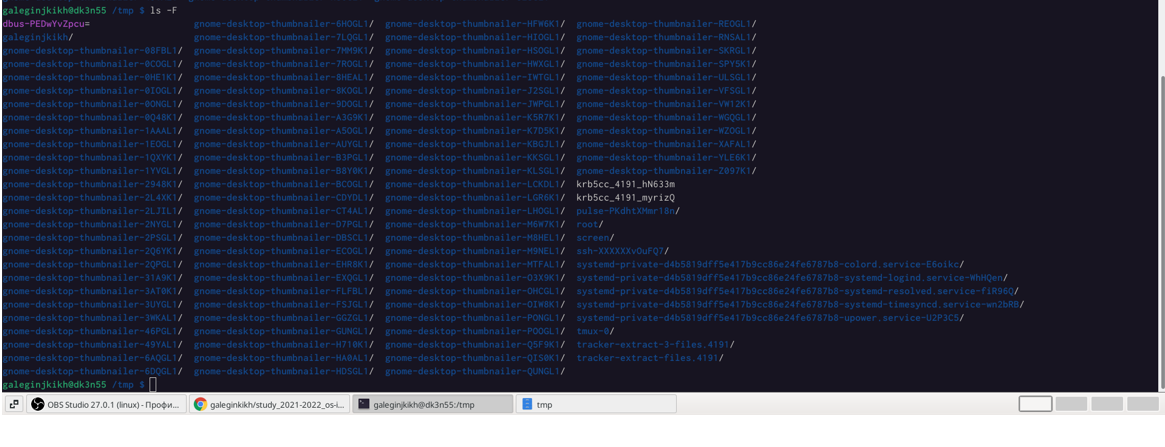 galeginjkikh@dk3n55 /tmp $ ls -F
dbus-PEDwYvZpcu= gnome-desktop-thumbnailer-6HOGL1/ gnome-desktop-thumbnailer-HFW6K1/ gnome-desktop-thumbnailer-REOGL1/
galeginjkikh/ gnome-desktop-thumbnailer-7LQGL1/ gnome-desktop-thumbnailer-HIOGL1/ gnome-desktop-thumbnailer-RNSAL1/
gnome-desktop-thumbnailer-08FBL1/ gnome-desktop-thumbnailer-7MM9K1/ gnome-desktop-thumbnailer-HSOGL1/ gnome-desktop-thumbnailer-SKRGL1/
gnome-desktop-thumbnailer-0COGL1/ gnome-desktop-thumbnailer-7ROGL1/ gnome-desktop-thumbnailer-HWXGL1/ gnome-desktop-thumbnailer-SPY5K1/
gnome-desktop-thumbnailer-0HE1K1/ gnome-desktop-thumbnailer-8HEAL1/ gnome-desktop-thumbnailer-IWTGL1/ gnome-desktop-thumbnailer-ULSGL1/
gnome-desktop-thumbnailer-0IOGL1/ gnome-desktop-thumbnailer-8KOGL1/ gnome-desktop-thumbnailer-J2SGL1/ gnome-desktop-thumbnailer-VFSGL1/
gnome-desktop-thumbnailer-0ONGL1/ gnome-desktop-thumbnailer-9DOGL1/ gnome-desktop-thumbnailer-JWPGL1/ gnome-desktop-thumbnailer-VW12K1/
gnome-desktop-thumbnailer-0Q48K1/ gnome-desktop-thumbnailer-A3G9K1/ gnome-desktop-thumbnailer-K5R7K1/ gnome-desktop-thumbnailer-WGQGL1/
gnome-desktop-thumbnailer-1AAAL1/ gnome-desktop-thumbnailer-A5OGL1/ gnome-desktop-thumbnailer-K7D5K1/ gnome-desktop-thumbnailer-WZOGL1/
gnome-desktop-thumbnailer-1EOGL1/ gnome-desktop-thumbnailer-AUYGL1/ gnome-desktop-thumbnailer-KBGJL1/ gnome-desktop-thumbnailer-XAFAL1/
gnome-desktop-thumbnailer-1QXYK1/ gnome-desktop-thumbnailer-B3PGL1/ gnome-desktop-thumbnailer-KKSGL1/ gnome-desktop-thumbnailer-YLE6K1/
gnome-desktop-thumbnailer-1YVGL1/ gnome-desktop-thumbnailer-B8Y0K1/ gnome-desktop-thumbnailer-KLSGL1/ gnome-desktop-thumbnailer-Z097K1/
gnome-desktop-thumbnailer-2948K1/ gnome-desktop-thumbnailer-BCOGL1/ gnome-desktop-thumbnailer-LCKDL1/ krb5cc_4191_hN633m
gnome-desktop-thumbnailer-2L4XK1/ gnome-desktop-thumbnailer-CDYDL1/ gnome-desktop-thumbnailer-LGR6K1/ krb5cc_4191_myrizQ
gnome-desktop-thumbnailer-2LJIL1/ gnome-desktop-thumbnailer-CT4AL1/ gnome-desktop-thumbnailer-LHOGL1/ pulse-PKdhtXMmr18n/
gnome-desktop-thumbnailer-2NYGL1/ gnome-desktop-thumbnailer-D7PGL1/ gnome-desktop-thumbnailer-M6W7K1/ root/
gnome-desktop-thumbnailer-2PSGL1/ gnome-desktop-thumbnailer-DBSCL1/ gnome-desktop-thumbnailer-M8HEL1/ screen/
gnome-desktop-thumbnailer-2Q6YK1/ gnome-desktop-thumbnailer-ECOGL1/ gnome-desktop-thumbnailer-M9NEL1/ ssh-XXXXXXvOuFQ7/
gnome-desktop-thumbnailer-2QPGL1/ gnome-desktop-thumbnailer-EHR8K1/ gnome-desktop-thumbnailer-MTFAL1/ systemd-private-d4b5819dff5e417b9cc86e24fe6787b8-colord.service-E6oikc/
gnome-desktop-thumbnailer-31A9K1/ gnome-desktop-thumbnailer-EXQGL1/ gnome-desktop-thumbnailer-OJX9K1/ systemd-private-d4b5819dff5e417b9cc86e24fe6787b8-systemd-logind.service-WhHQen/
gnome-desktop-thumbnailer-3AT0K1/ gnome-desktop-thumbnailer-FLFBL1/ gnome-desktop-thumbnailer-OHCGL1/ systemd-private-d4b5819dff5e417b9cc86e24fe6787b8-systemd-resolved.service-fiR96Q/
gnome-desktop-thumbnailer-3UYGL1/ gnome-desktop-thumbnailer-FSJGL1/ gnome-desktop-thumbnailer-OIW8K1/ systemd-private-d4b5819dff5e417b9cc86e24fe6787b8-systemd-timesyncd.service-wn2bRB/
gnome-desktop-thumbnailer-3WKAL1/ gnome-desktop-thumbnailer-GGZGL1/ gnome-desktop-thumbnailer-PONGL1/ systemd-private-d4b5819dff5e417b9cc86e24fe6787b8-upower.service-U2P3CS/
gnome-desktop-thumbnailer-46PGL1/ gnome-desktop-thumbnailer-GUNGL1/ gnome-desktop-thumbnailer-POOGL1/ tmux-0/
gnome-desktop-thumbnailer-49YAL1/ gnome-desktop-thumbnailer-H710K1/ gnome-desktop-thumbnailer-Q5F9K1/ tracker-extract-3-files.4191/
gnome-desktop-thumbnailer-6AQGL1/ gnome-desktop-thumbnailer-HA0AL1/ gnome-desktop-thumbnailer-QIS0K1/ tracker-extract-files.4191/
gnome-desktop-thumbnailer-6DQGL1/ gnome-desktop-thumbnailer-HDSGL1/ gnome-desktop-thumbnailer-QUNGL1/
galeginjkikh@dk3n55 /tmp $
OBS Studio 27.0.1 (linux) - Профи... galeginkikh/study_2021-2022_os-i... galeginjkikh@dk3n55:/tmp tmp